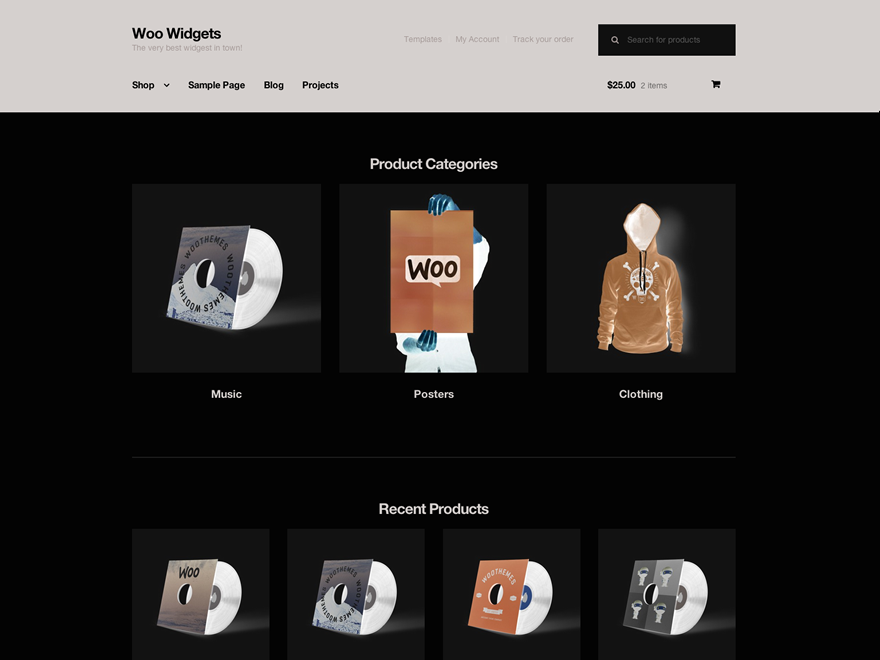 Woo Widgets
The very best widgest in town!
Templates My Account Track your order
Search for products
Shop Sample Page Blog Projects
$25.00 2 items
Product Categories
WOOTHEMES WOOTHEMES WOOTHEMES
WOO
Music Posters Clothing
Recent Products
WOO
WOOTHEMES WOOTHEMES WOOTHEMES
WOOTHEMES